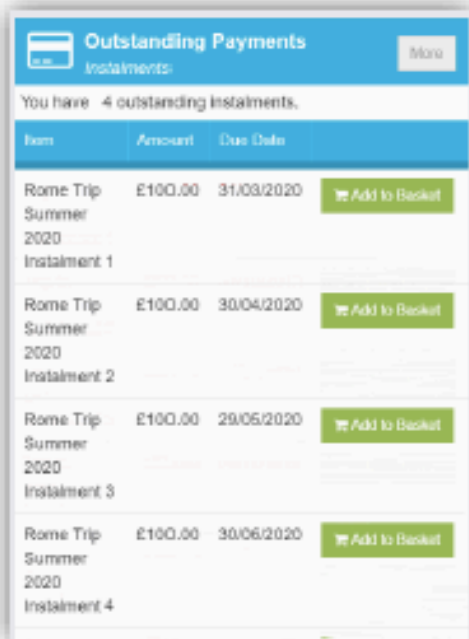 Outstanding Payments
Instalments
More
You have 4 outstanding instalments.
Item Amount Due Date
Rome Trip £100.00 31/03/2020 Add to Basket
Summer
2020
Instalment 1
Rome Trip £100.00 30/04/2020 Add to Basket
Summer
2020
Instalment 2
Rome Trip £100.00 29/05/2020 Add to Basket
Summer
2020
Instalment 3
Rome Trip £100.00 30/06/2020 Add to Basket
Summer
2020
Instalment 4